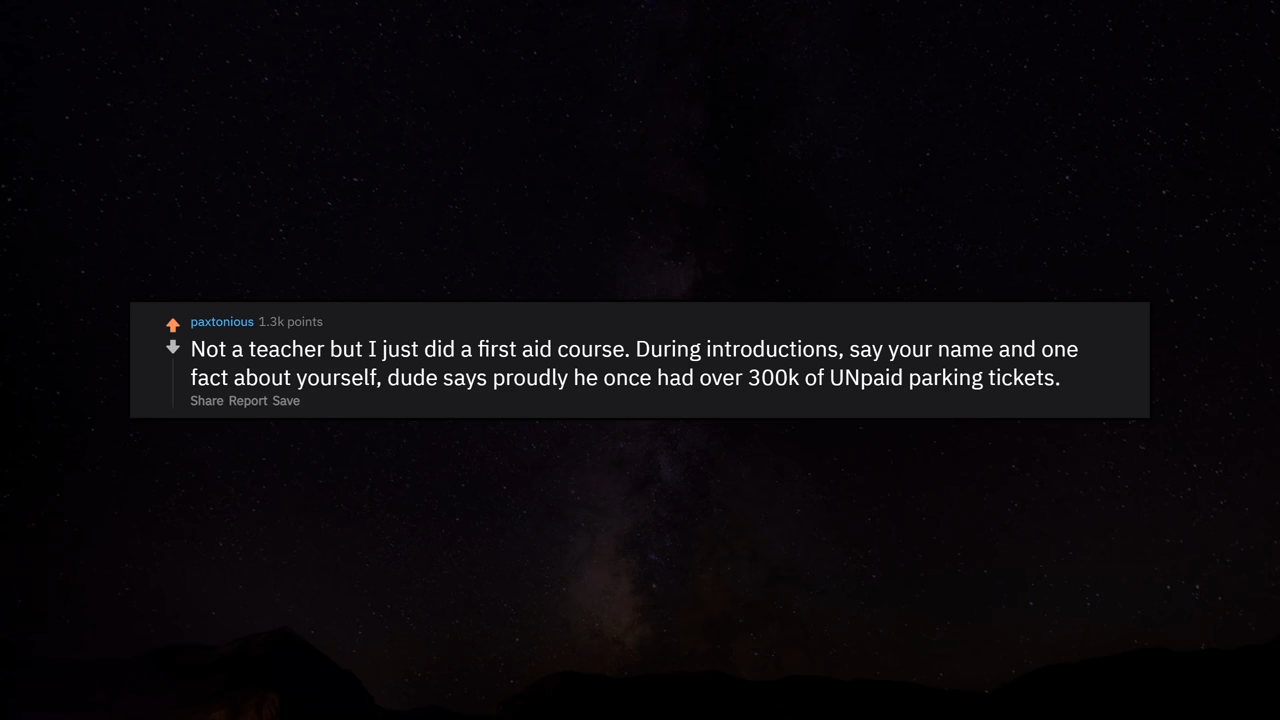 paxtonious 1.3k points
Not a teacher but I just did a first aid course. During introductions, say your name and one
fact about yourself, dude says proudly he once had over 300k of UNpaid parking tickets.
Share Report Save